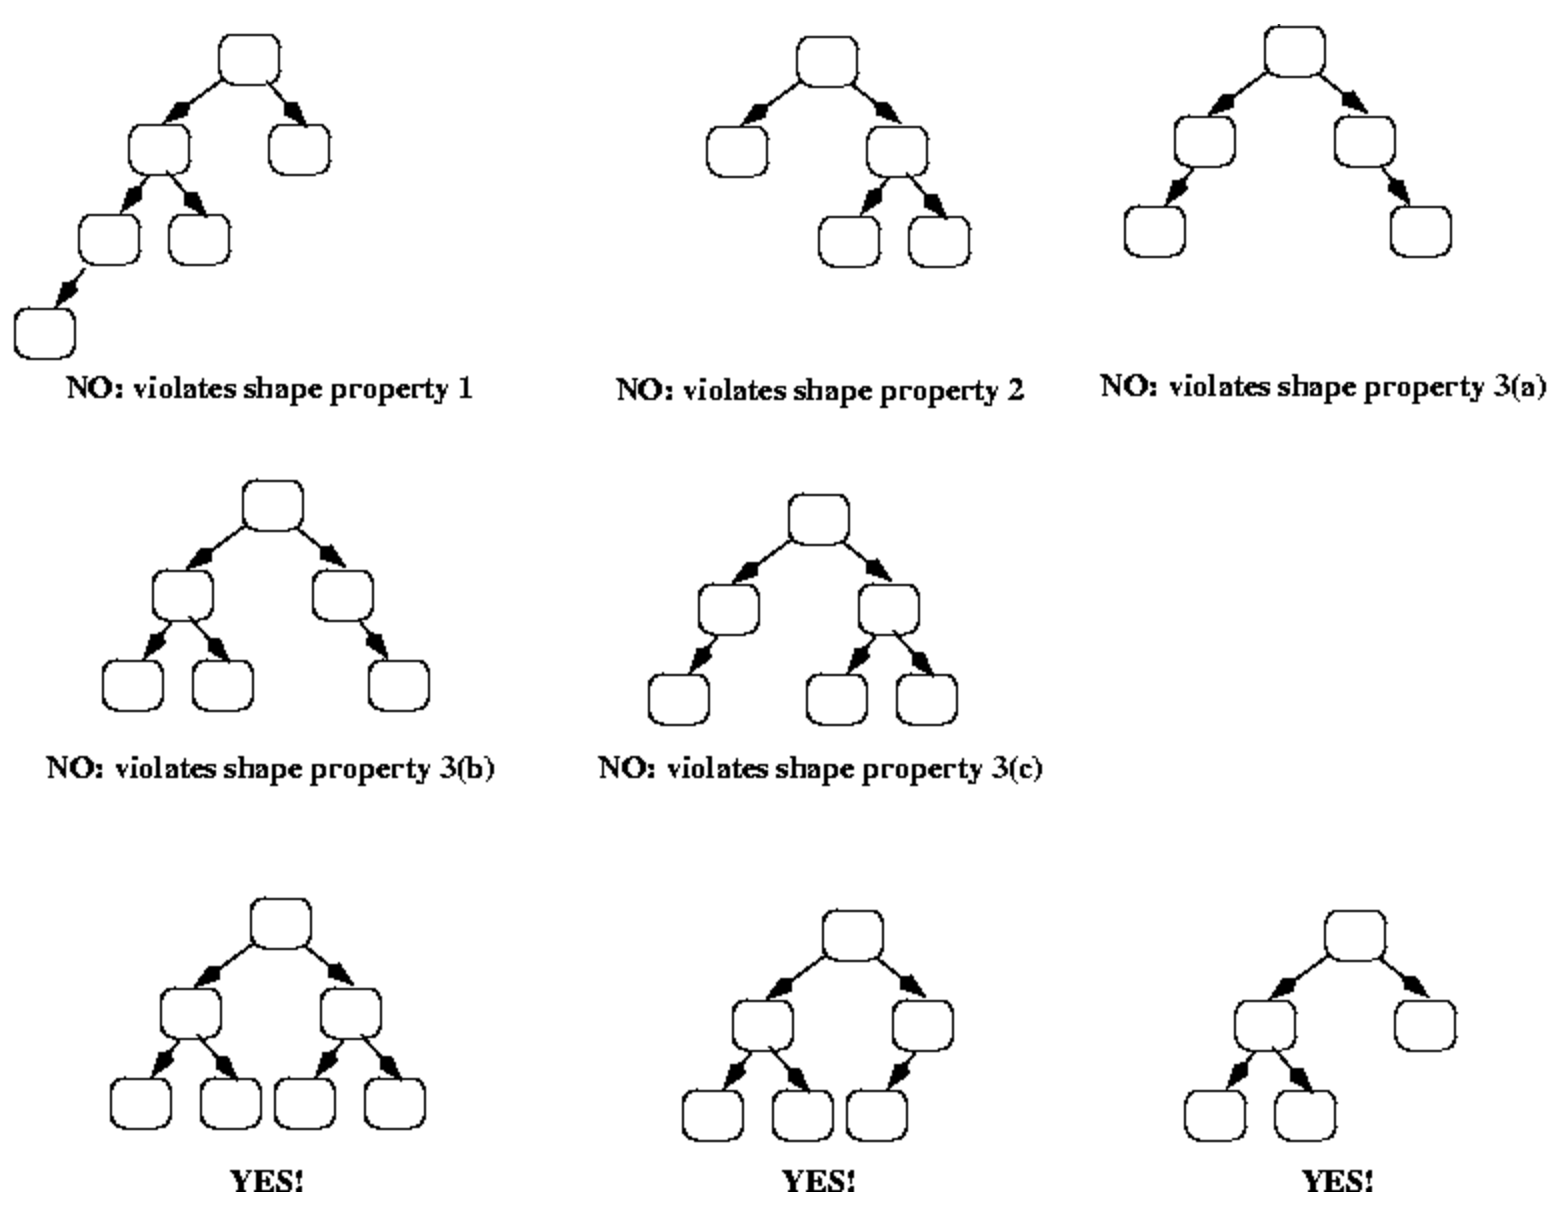 NO: violates shape property 1
NO: violates shape property 2
NO: violates shape property 3(a)
NO: violates shape property 3(b)
NO: violates shape property 3(c)
YES!
YES!
YES!